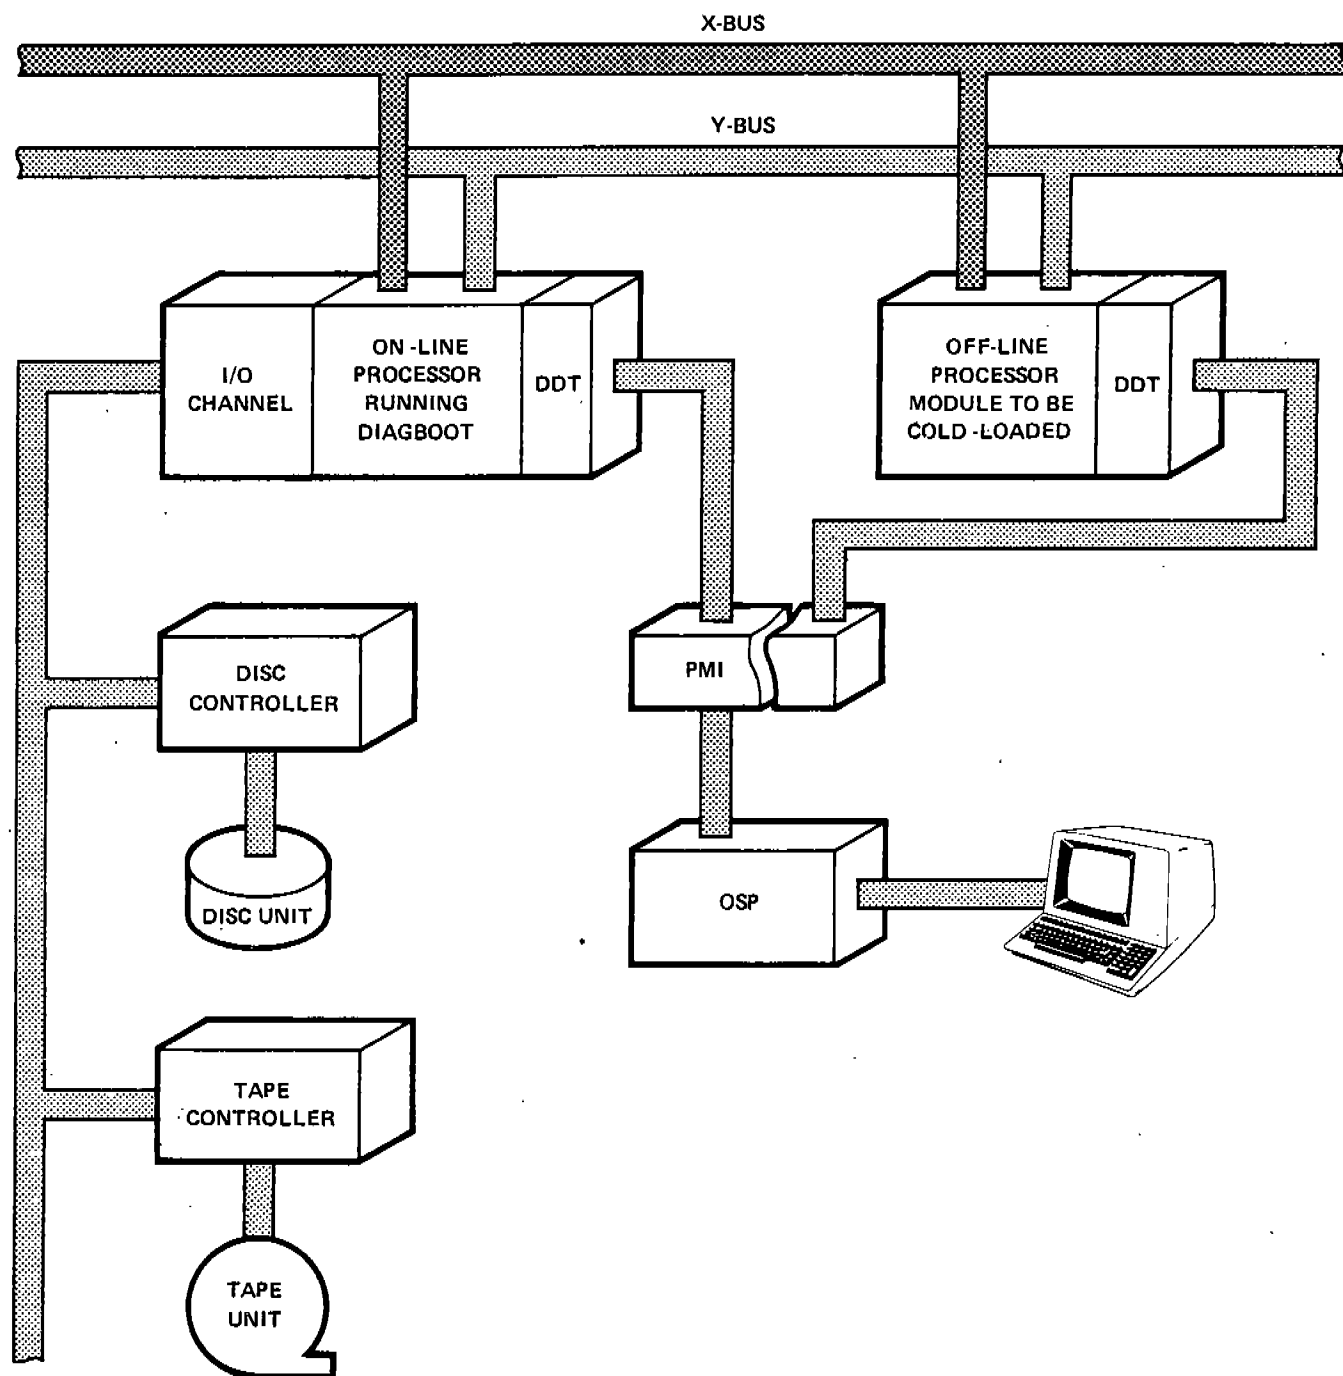 X-BUS
Y-BUS
I/O
CHANNEL
ON-LINE
PROCESSOR
RUNNING
DIAGBOOT
DDT
OFF-LINE
PROCESSOR
MODULE TO BE
COLD-LOADED
DDT
DISC
CONTROLLER
PMI
DISC UNIT
OSP
TAPE
CONTROLLER
TAPE
UNIT